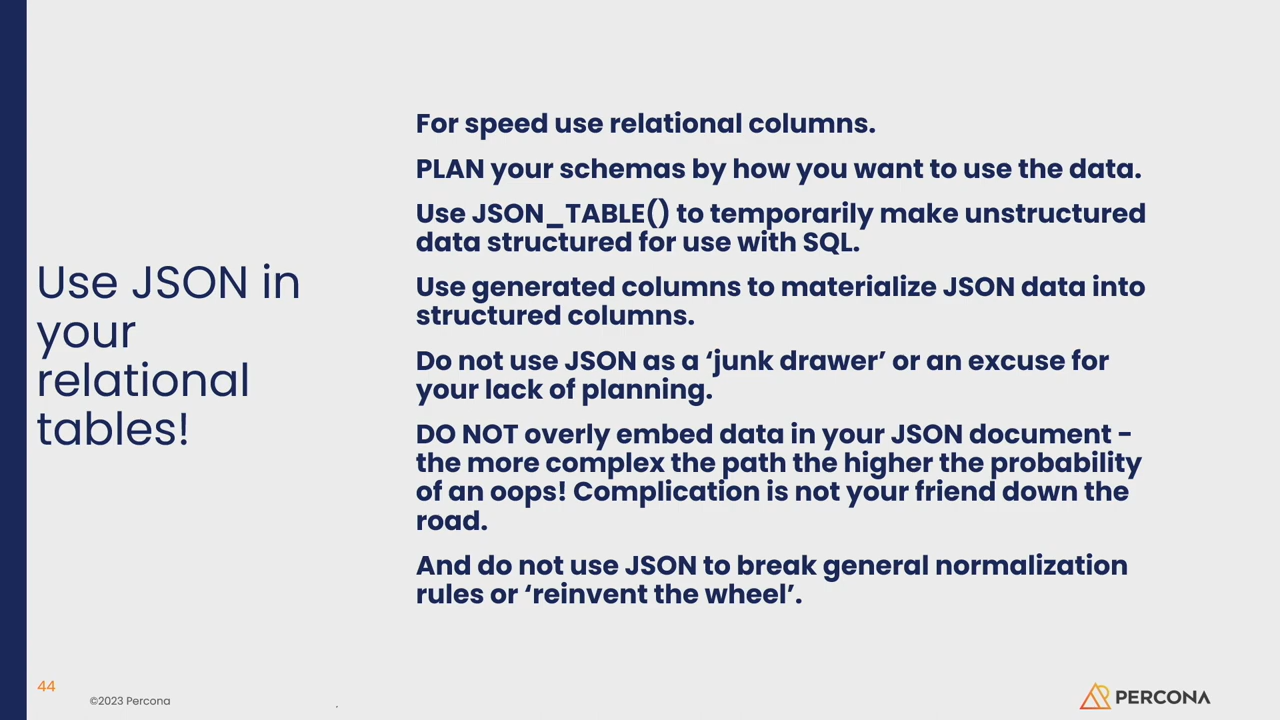 Use JSON in
your
relational
tables!
For speed use relational columns.
PLAN your schemas by how you want to use the data.
Use JSON_TABLE() to temporarily make unstructured
data structured for use with SQL.
Use generated columns to materialize JSON data into
structured columns.
Do not use JSON as a ‘junk drawer’ or an excuse for
your lack of planning.
DO NOT overly embed data in your JSON document -
the more complex the path the higher the probability
of an oops! Complication is not your friend down the
road.
And do not use JSON to break general normalization
rules or ‘reinvent the wheel’.
44
©2023 Percona
.
PERCONA